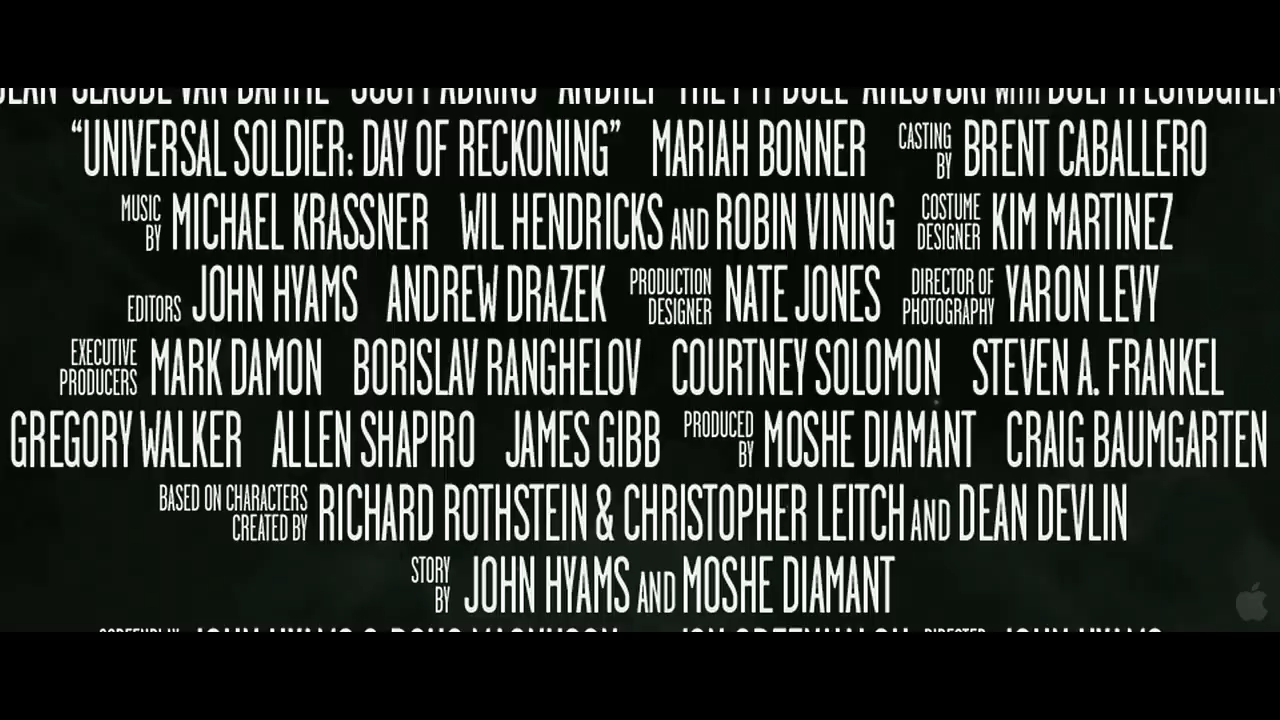 "UNIVERSAL SOLDIER: DAY OF RECKONING" MARIAH BONNER CASTING BY BRENT CABALLERO
MUSIC BY MICHAEL KRASSNER WIL HENDRICKS AND ROBIN VINING COSTUME DESIGNER KIM MARTINEZ
EDITORS JOHN HYAMS ANDREW DRAZEK PRODUCTION DESIGNER NATE JONES DIRECTOR OF PHOTOGRAPHY YARON LEVY
EXECUTIVE PRODUCERS MARK DAMON BORISLAV RANGHELOV COURTNEY SOLOMON STEVEN A. FRANKEL
GREGORY WALKER ALLEN SHAPIRO JAMES GIBB PRODUCED BY MOSHE DIAMANT CRAIG BAUMGARTEN
BASED ON CHARACTERS CREATED BY RICHARD ROTHSTEIN & CHRISTOPHER LEITCH AND DEAN DEVLIN
STORY BY JOHN HYAMS AND MOSHE DIAMANT